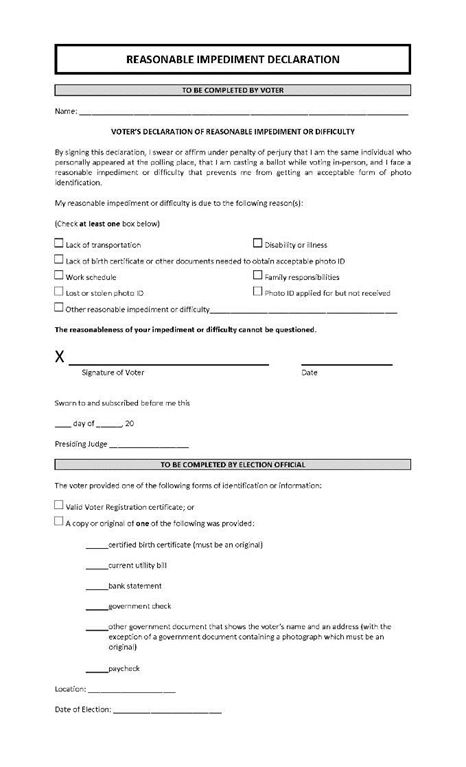 REASONABLE IMPEDIMENT DECLARATION
TO BE COMPLETED BY VOTER
Name: ____________________
VOTER'S DECLARATION OF REASONABLE IMPEDIMENT OR DIFFICULTY
By signing this declaration, I swear or affirm under penalty of perjury that I am the same individual who
personally appeared at the polling place, that I am casting a ballot while voting in-person, and I face a
reasonable impediment or difficulty that prevents me from getting an acceptable form of photo
identification.
My reasonable impediment or difficulty is due to the following reason(s):
(Check at least one box below)
Lack of transportation Disability or illness
Lack of birth certificate or other documents needed to obtain acceptable photo ID
Work schedule Family responsibilities
Lost or stolen photo ID Photo ID applied for but not received
Other reasonable impediment or difficulty____________________
The reasonableness of your impediment or difficulty cannot be questioned.
X ____________________ ____________________
Signature of Voter Date
Sworn to and subscribed before me this
____ day of ______, 20
Presiding Judge ____________________
TO BE COMPLETED BY ELECTION OFFICIAL
The voter provided one of the following forms of identification or information:
Valid Voter Registration certificate; or
A copy or original of one of the following was provided:
_____certified birth certificate (must be an original)
_____current utility bill
_____bank statement
_____government check
_____other government document that shows the voter's name and an address (with the
exception of a government document containing a photograph which must be an
original)
_____paycheck
Location: ____________________
Date of Election: ____________________